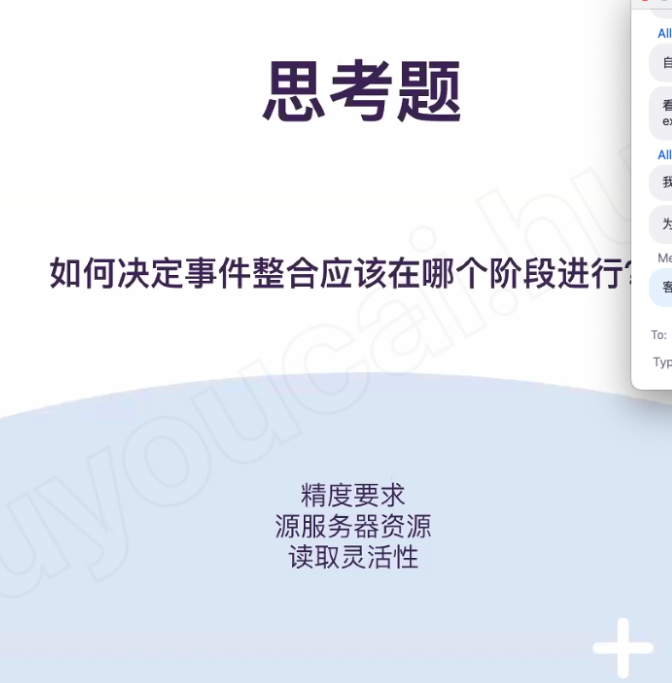 思考题
如何决定事件整合应该在哪个阶段进行?
精度要求
源服务器资源
读取灵活性
All
自
看
ex
All
我
为
Me
客
To:
Typ
youcai.hu
uyoucai.hu